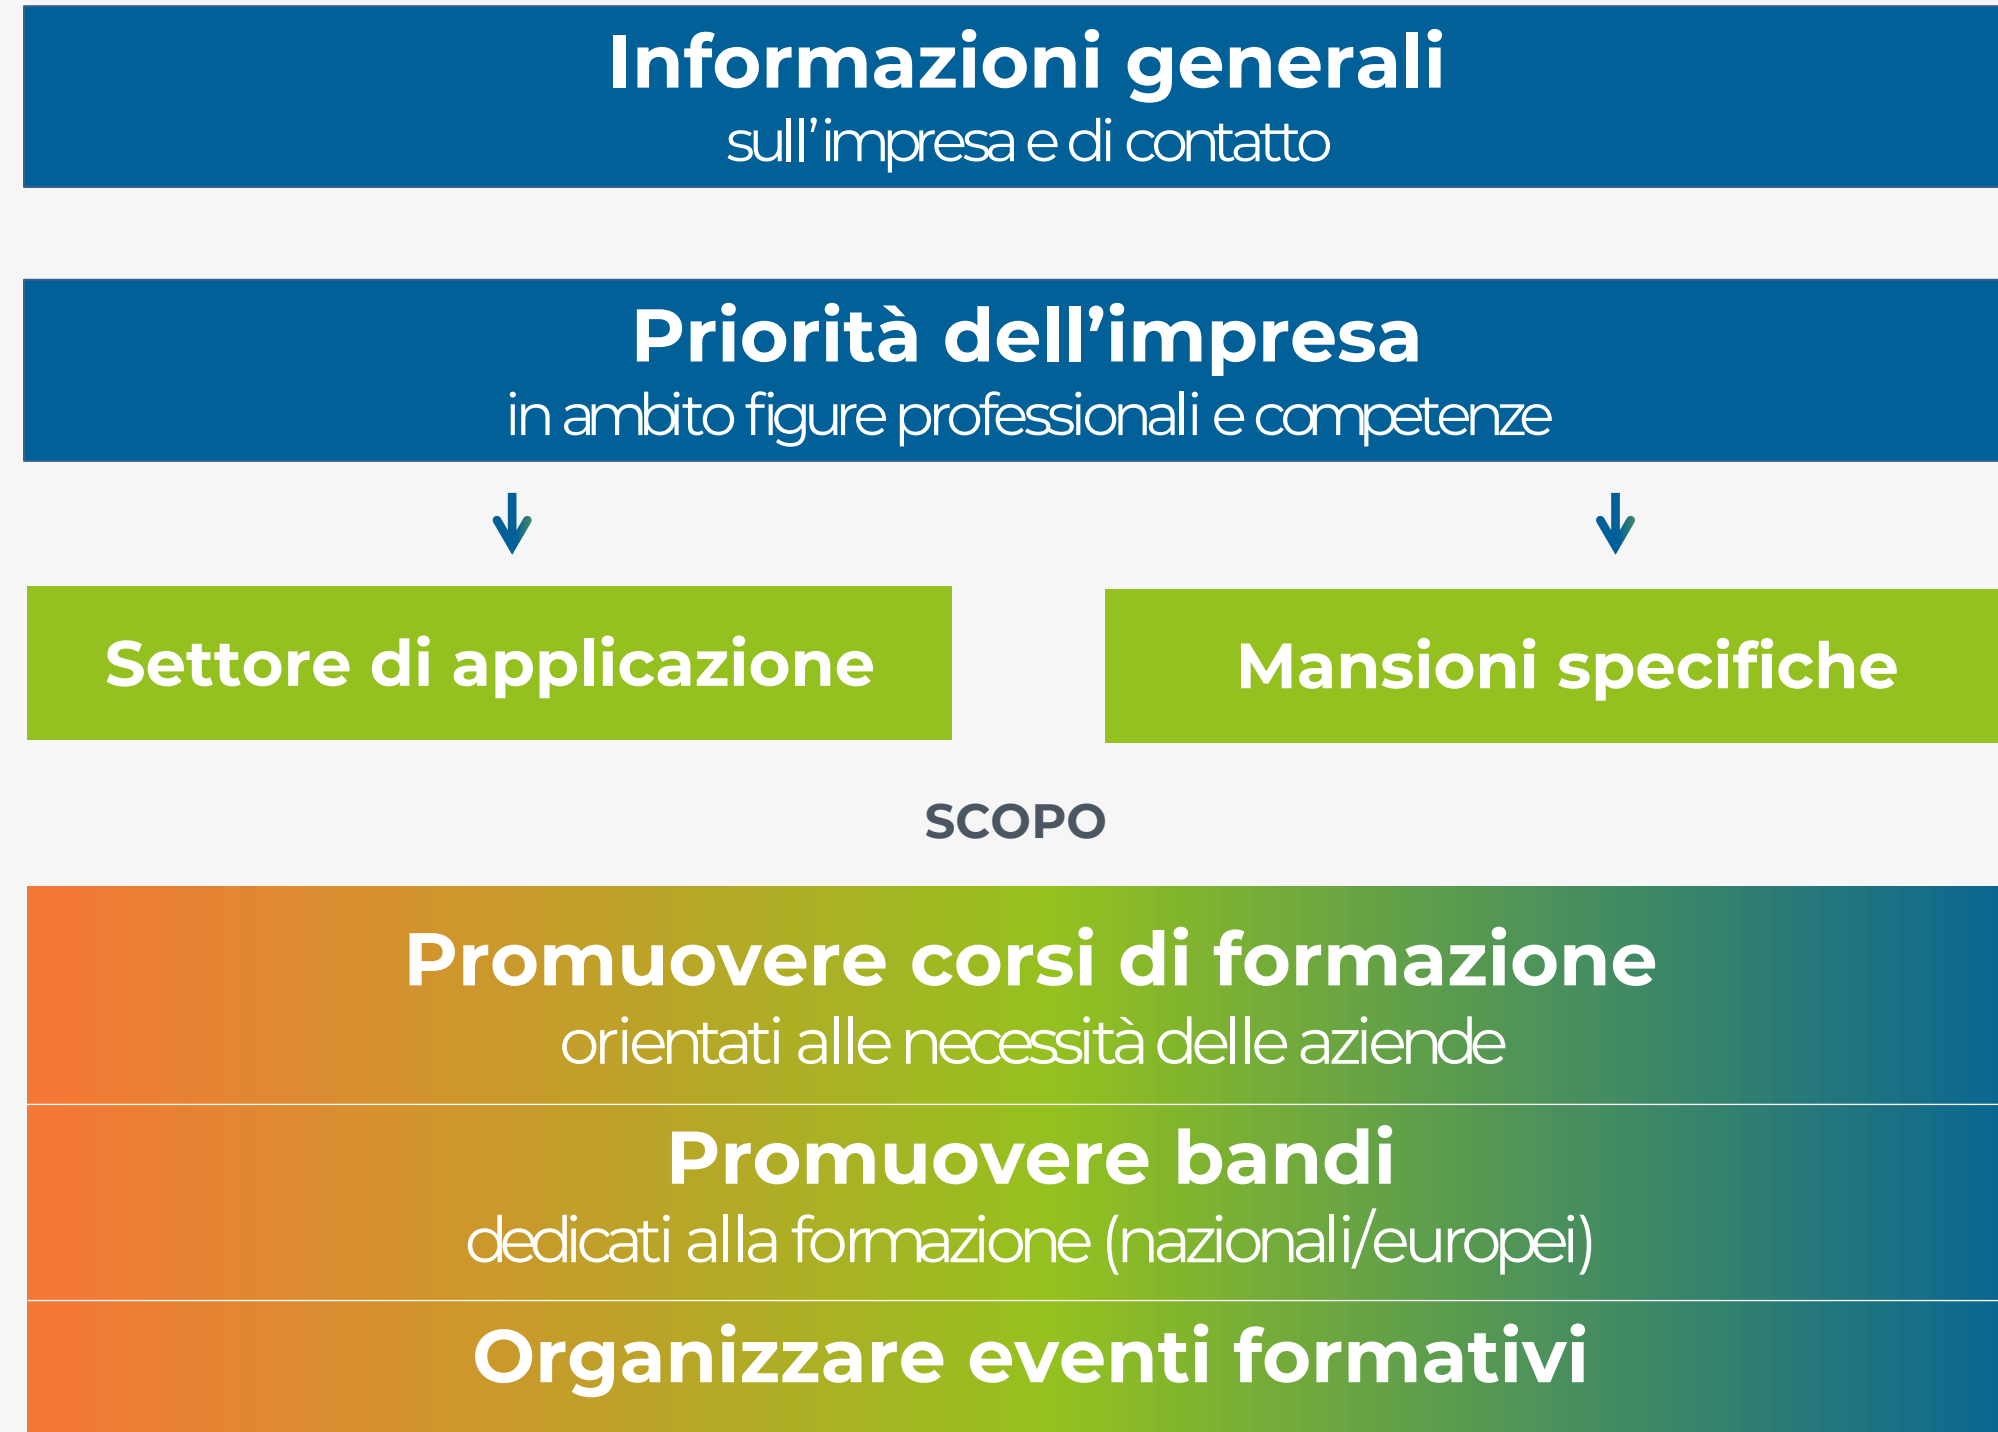 Informazioni generali
sull’impresa e di contatto
Priorità dell’impresa
in ambito figure professionali e competenze
Settore di applicazione
Mansioni specifiche
SCOPO
Promuovere corsi di formazione
orientati alle necessità delle aziende
Promuovere bandi
dedicati alla formazione (nazionali/europei)
Organizzare eventi formativi